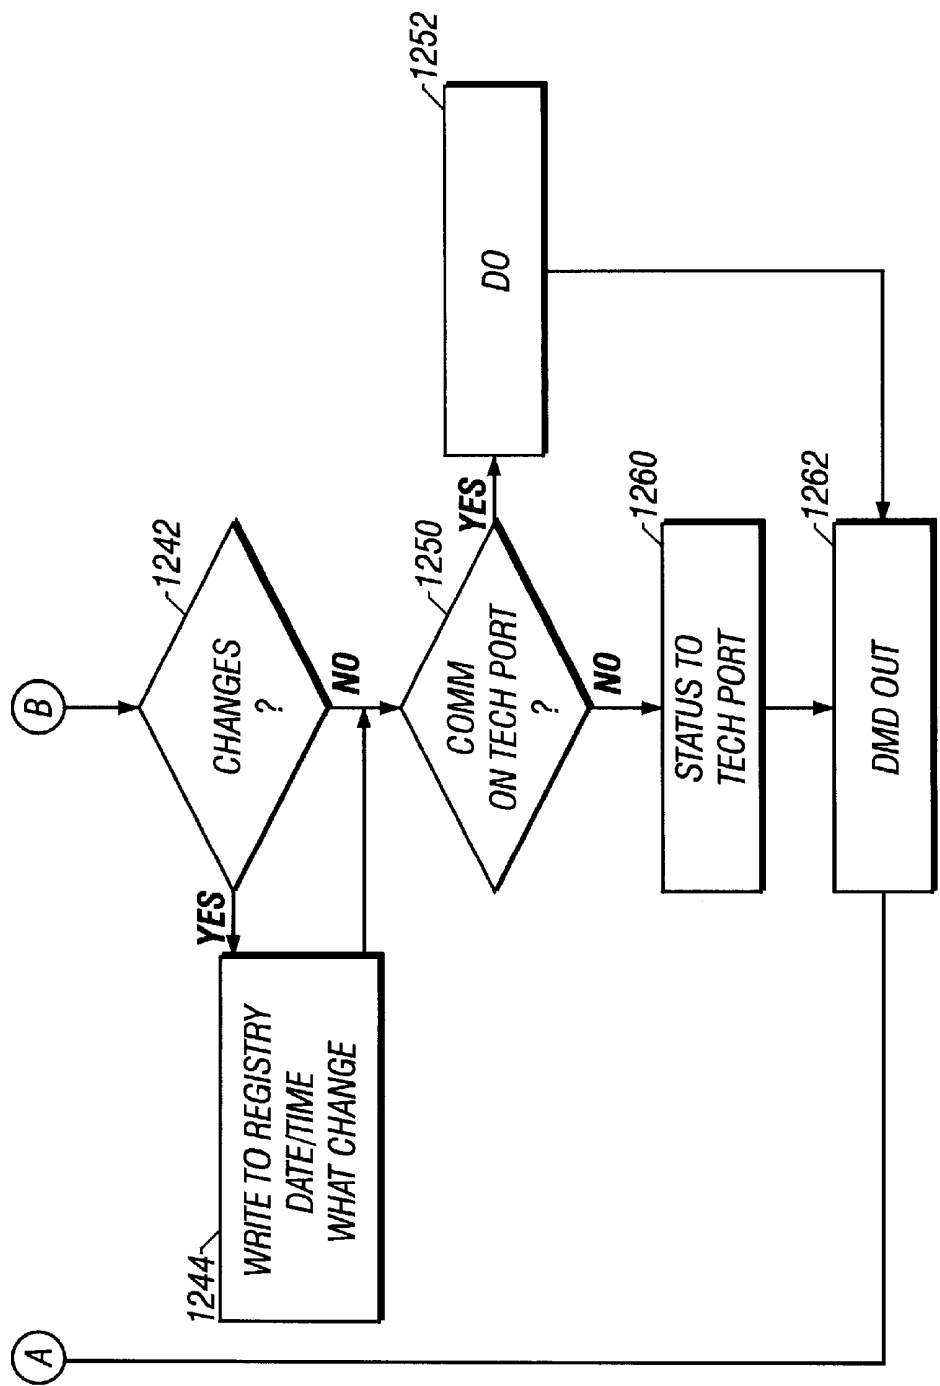 A
B
CHANGES
?
1242
YES
NO
1244
WRITE TO REGISTRY
DATE/TIME
WHAT CHANGE
COMM
ON TECH PORT
?
1250
YES
NO
1252
DO
1260
STATUS TO
TECH PORT
1262
DMD OUT